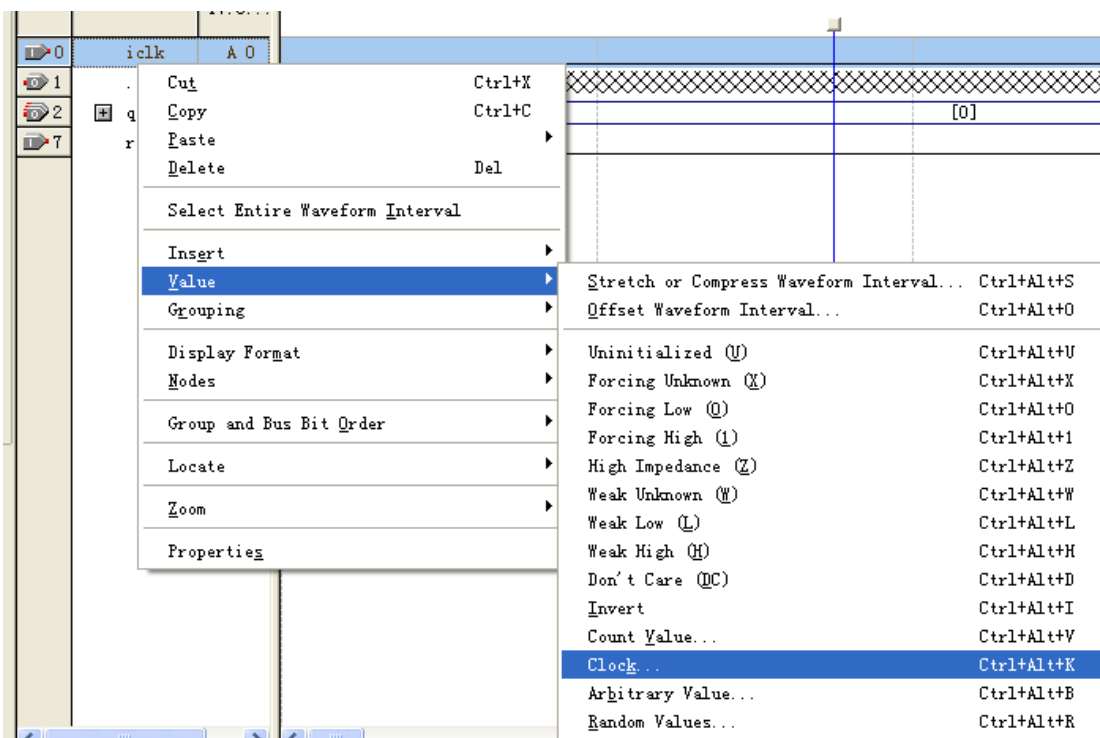 0 iclk A 0
1 .
2 q [0]
7 r
Cut Ctrl+X
Copy Ctrl+C
Paste
Delete Del
Select Entire Waveform Interval
Insert
Value
Grouping
Display Format
Nodes
Group and Bus Bit Order
Locate
Zoom
Properties
Stretch or Compress Waveform Interval... Ctrl+Alt+S
Offset Waveform Interval... Ctrl+Alt+O
Uninitialized (U) Ctrl+Alt+U
Forcing Unknown (X) Ctrl+Alt+X
Forcing Low (0) Ctrl+Alt+0
Forcing High (1) Ctrl+Alt+1
High Impedance (Z) Ctrl+Alt+Z
Weak Unknown (W) Ctrl+Alt+W
Weak Low (L) Ctrl+Alt+L
Weak High (H) Ctrl+Alt+H
Don't Care (DC) Ctrl+Alt+D
Invert Ctrl+Alt+I
Count Value... Ctrl+Alt+V
Clock... Ctrl+Alt+K
Arbitrary Value... Ctrl+Alt+B
Random Values... Ctrl+Alt+R